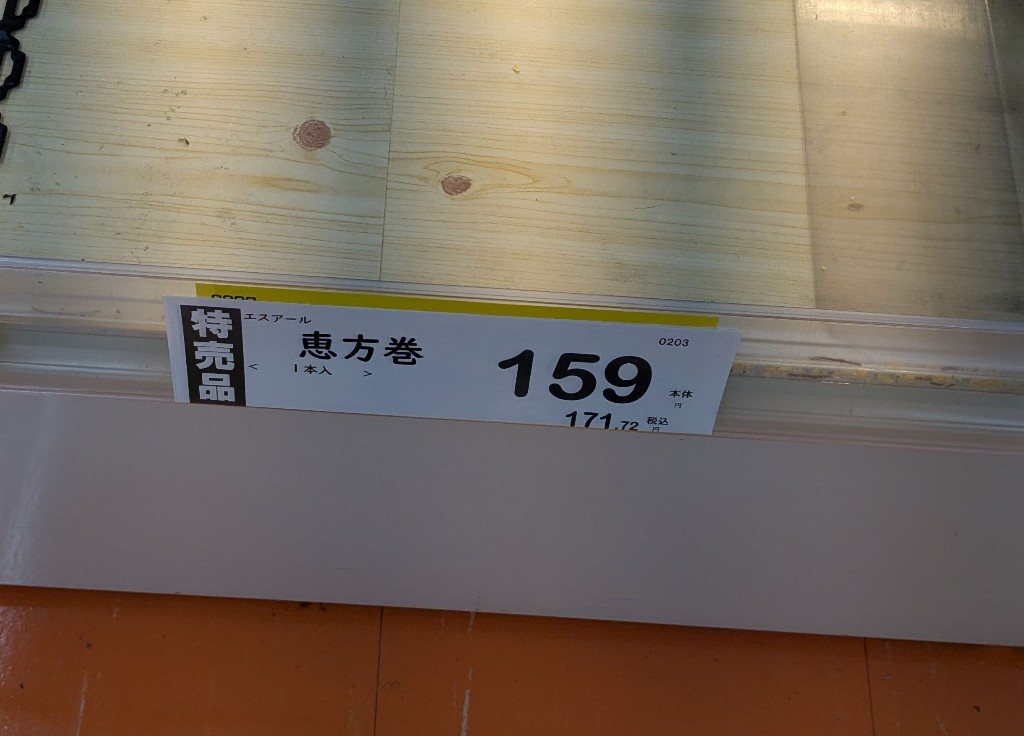 特売品
エスアール
恵方巻
< 1本入 >
0203
159 本体円
171.72 税込円